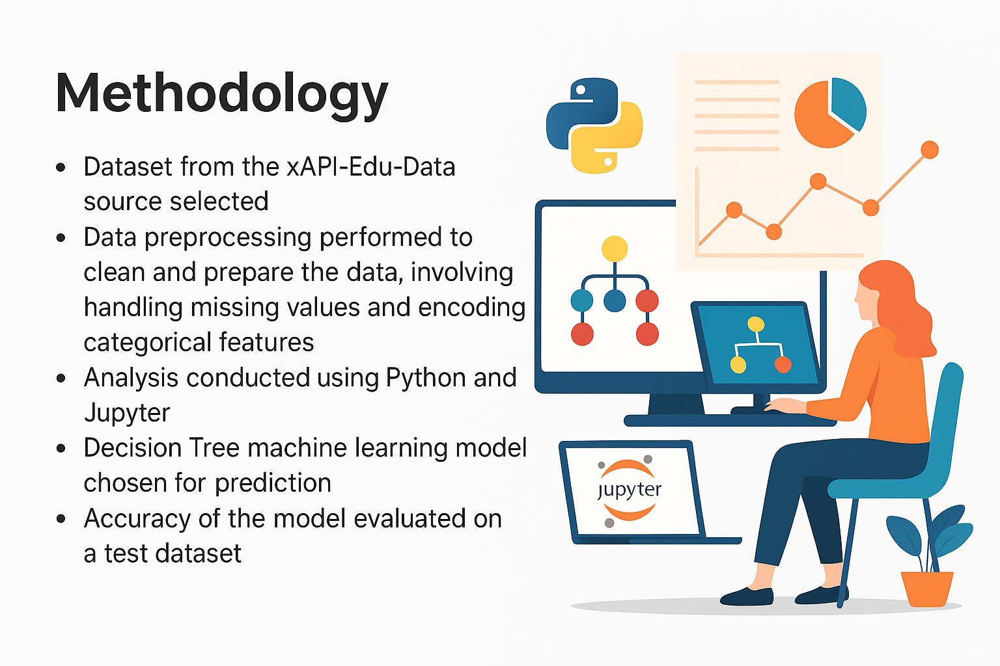 Methodology
• Dataset from the xAPI-Edu-Data
source selected
• Data preprocessing performed to
clean and prepare the data, involving
handling missing values and encoding
categorical features
• Analysis conducted using Python and
Jupyter
• Decision Tree machine learning model
chosen for prediction
• Accuracy of the model evaluated on
a test dataset
jupyter